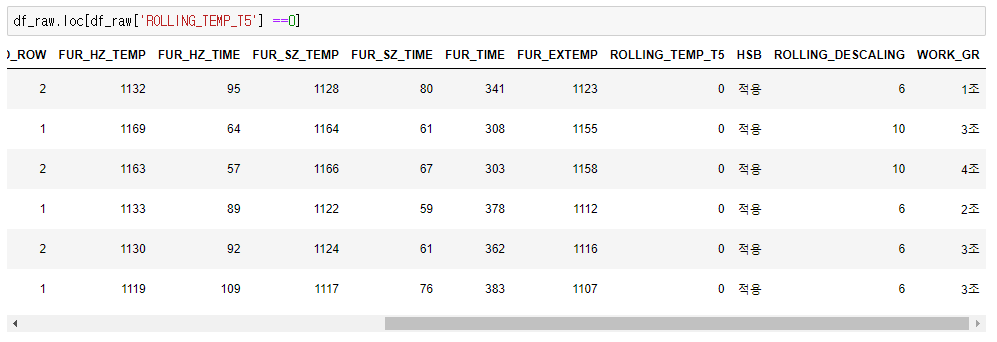 df_raw.loc[df_raw['ROLLING_TEMP_T5'] ==0]
O_ROW FUR_HZ_TEMP FUR_HZ_TIME FUR_SZ_TEMP FUR_SZ_TIME FUR_TIME FUR_EXTEMP ROLLING_TEMP_T5 HSB ROLLING_DESCALING WORK_GR
2 1132 95 1128 80 341 1123 0 적용 6 1조
1 1169 64 1164 61 308 1155 0 적용 10 3조
2 1163 57 1166 67 303 1158 0 적용 10 4조
1 1133 89 1122 59 378 1112 0 적용 6 2조
2 1130 92 1124 61 362 1116 0 적용 6 3조
1 1119 109 1117 76 383 1107 0 적용 6 3조